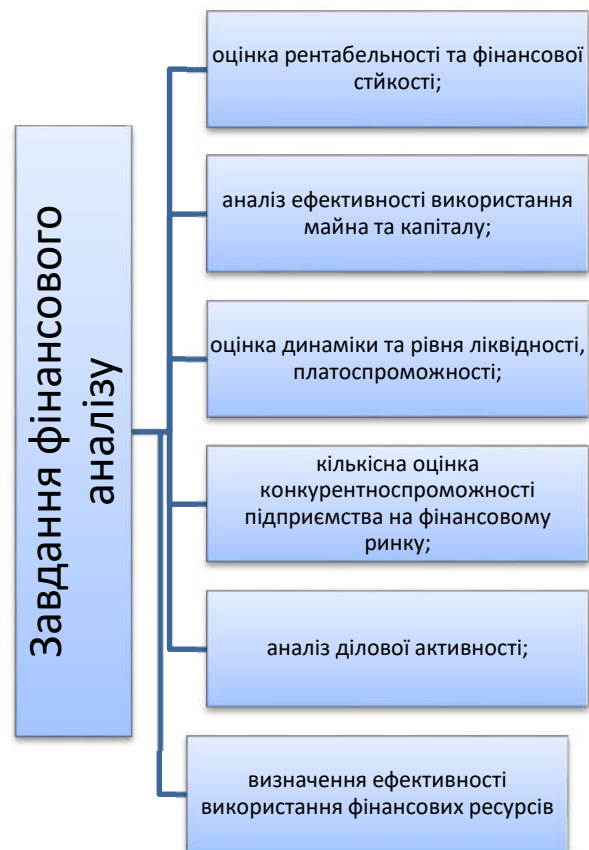 Завдання фінансового
аналізу
оцінка рентабельності та фінансової
стйкості;
аналіз ефективності використання
майна та капіталу;
оцінка динаміки та рівня ліквідності,
платоспроможності;
кількісна оцінка
конкурентноспроможності
підприємства на фінансовому
ринку;
аналіз ділової активності;
визначення ефективності
використання фінансових ресурсів